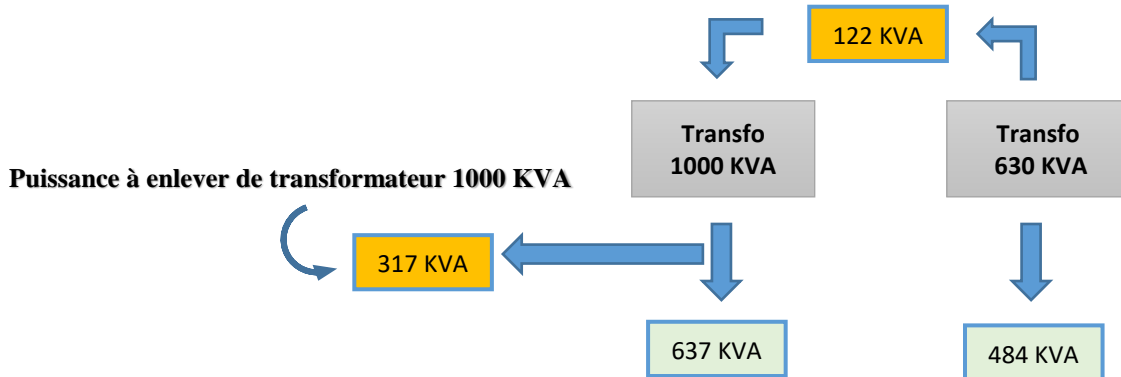 122 KVA
Transfo
1000 KVA
Transfo
630 KVA
Puissance à enlever de transformateur 1000 KVA
317 KVA
637 KVA
484 KVA